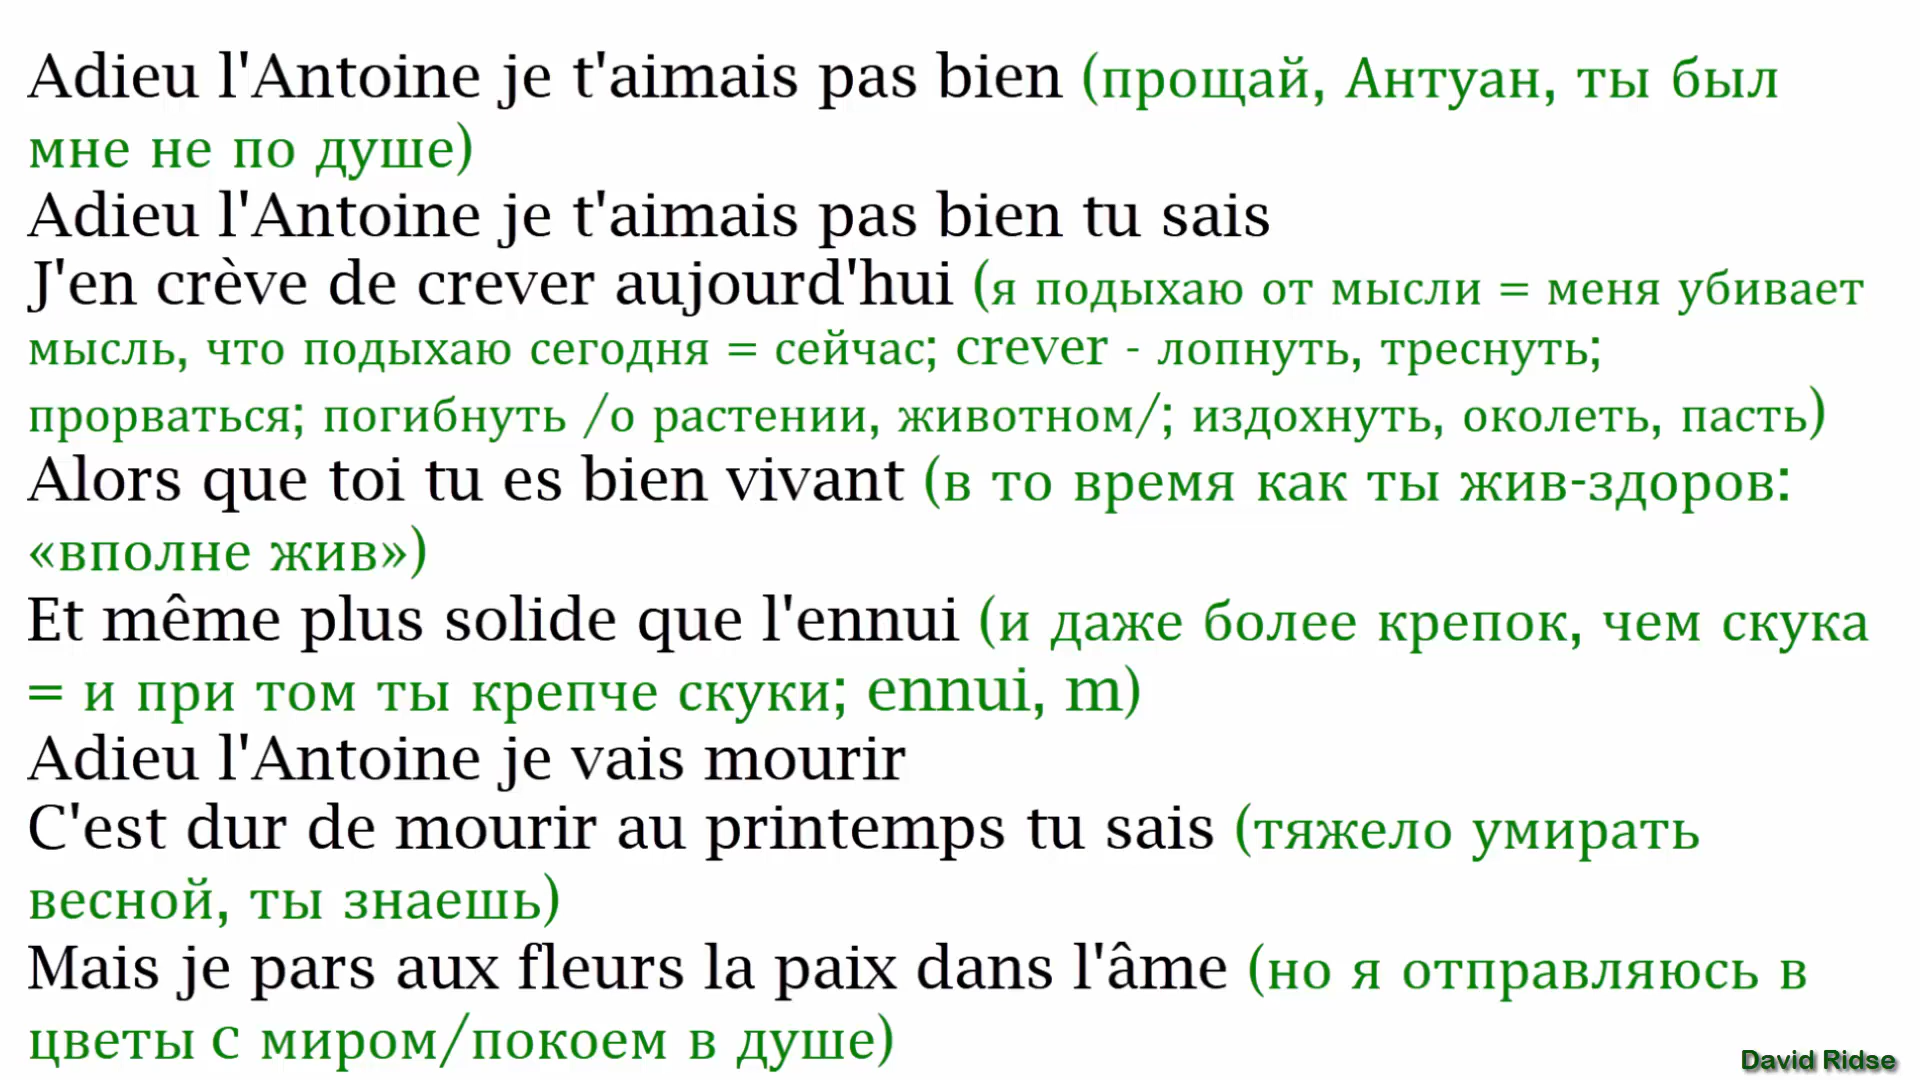 Adieu l'Antoine je t'aimais pas bien (прощай, Антуан, ты был
мне не по душе)
Adieu l'Antoine je t'aimais pas bien tu sais
J'en crève de crever aujourd'hui (я подыхаю от мысли = меня убивает
мысль, что подыхаю сегодня = сейчас; crever - лопнуть, треснуть;
прорваться; погибнуть /о растении, животном/; издохнуть, околеть, пасть)
Alors que toi tu es bien vivant (в то время как ты жив-здоров:
«вполне жив»)
Et même plus solide que l'ennui (и даже более крепок, чем скука
= и при том ты крепче скуки; ennui, m)
Adieu l'Antoine je vais mourir
C'est dur de mourir au printemps tu sais (тяжело умирать
весной, ты знаешь)
Mais je pars aux fleurs la paix dans l'âme (но я отправляюсь в
цветы с миром/покоем в душе)
David Ridse